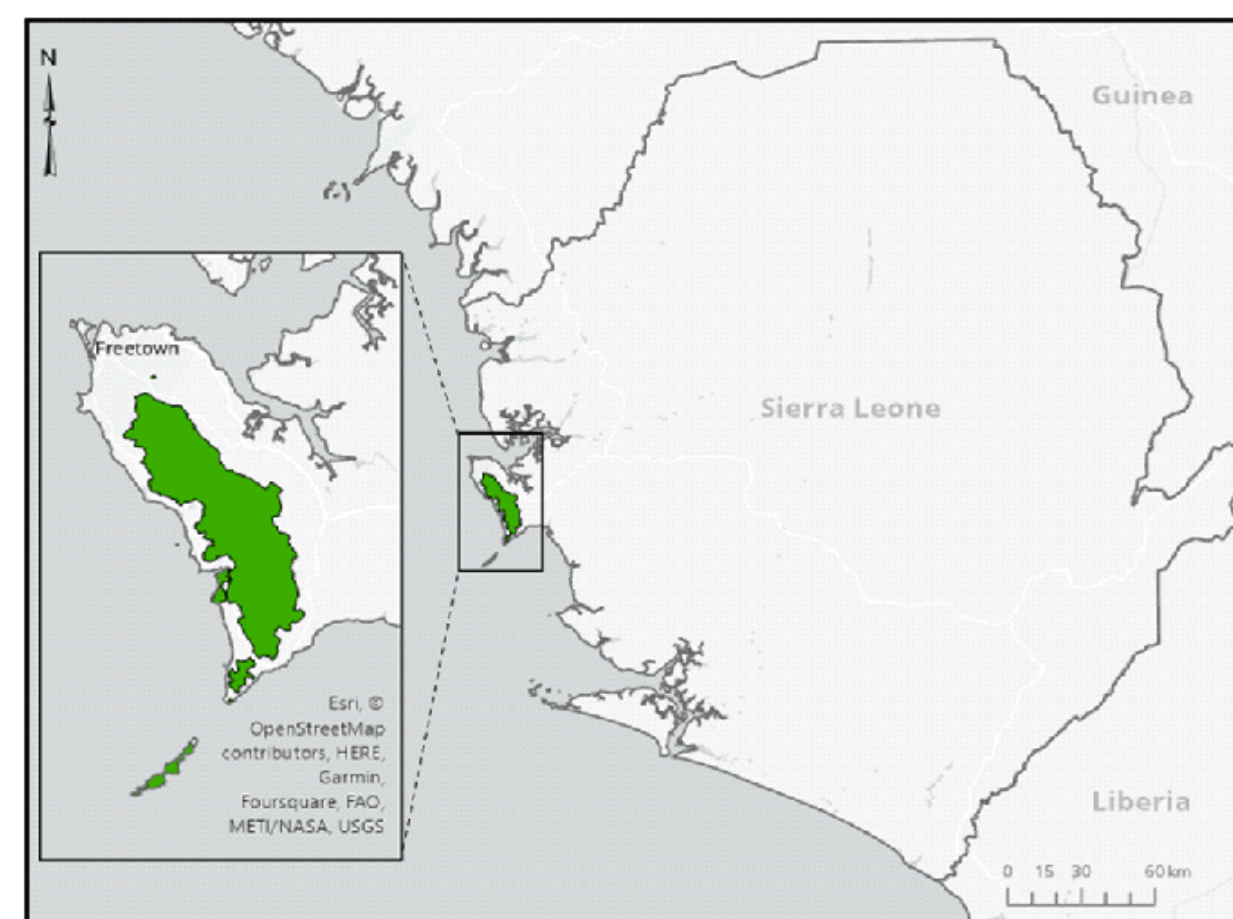 N
Guinea
Freetown
Sierra Leone
Esri, ©
OpenStreetMap
contributors, HERE,
Garmin,
Foursquare, FAO,
METI/NASA, USGS
Liberia
0 15 30 60 km